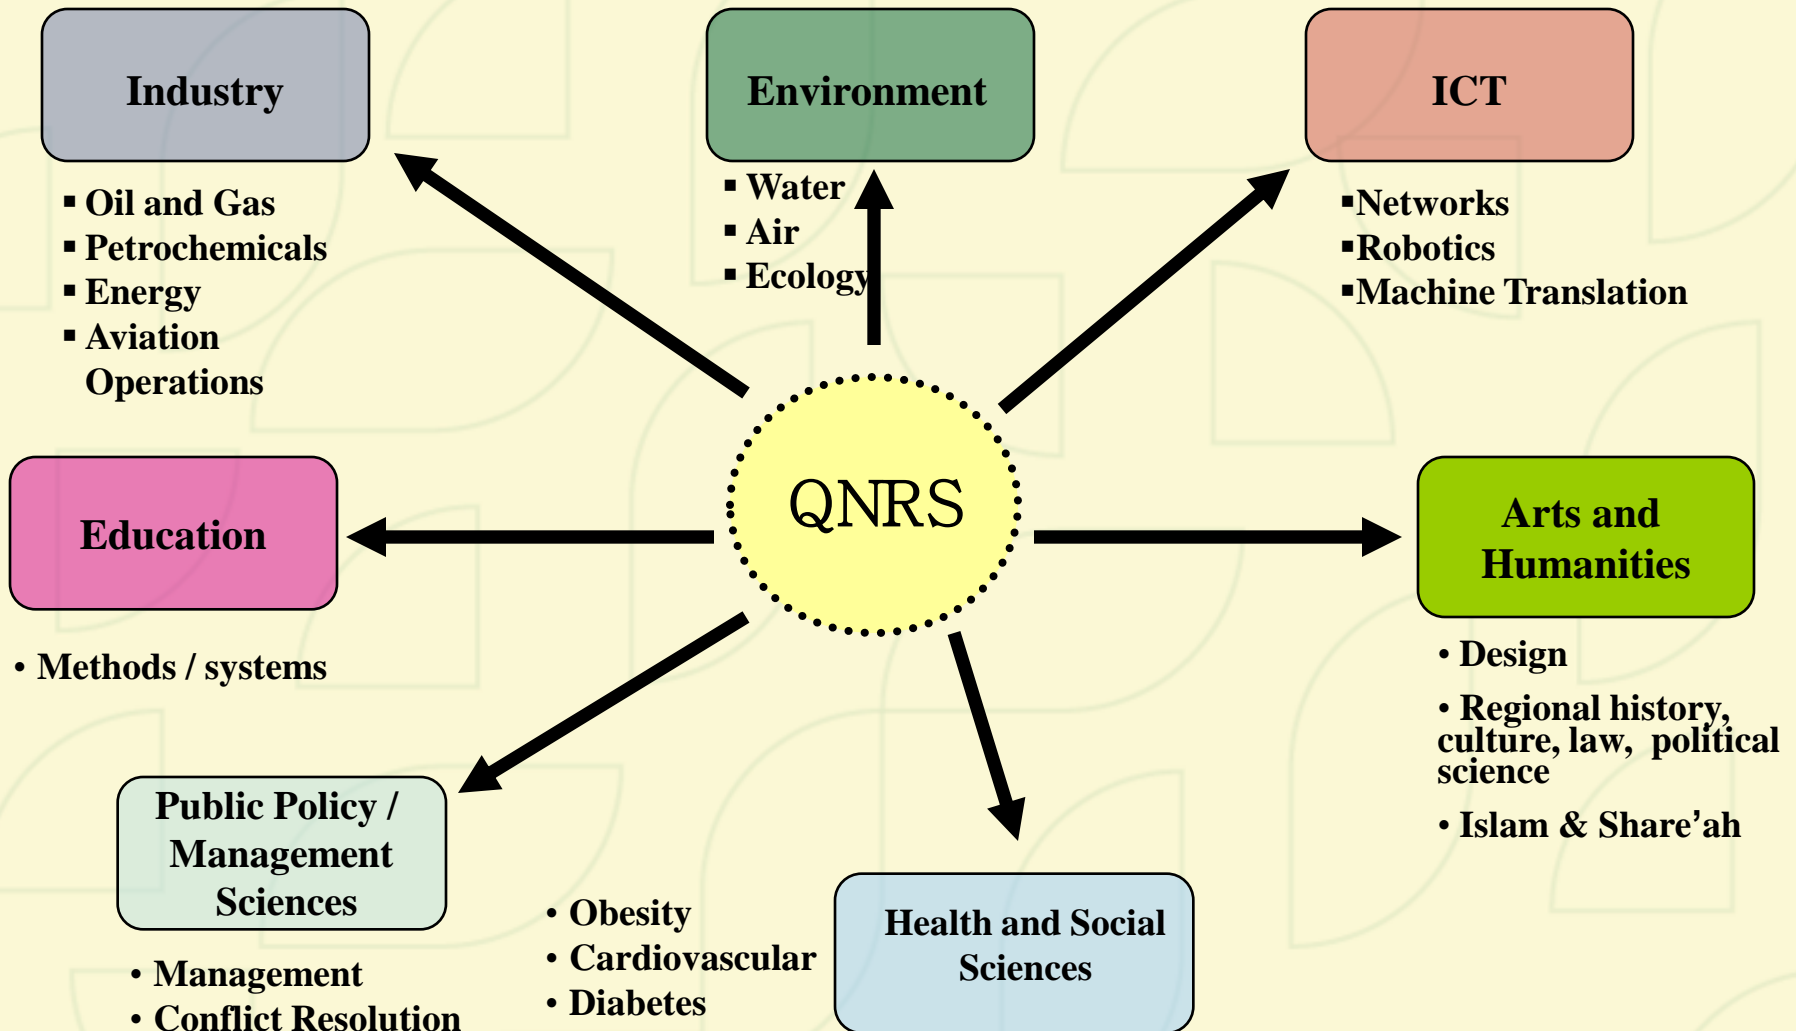 Industry
▪ Oil and Gas
▪ Petrochemicals
▪ Energy
▪ Aviation
Operations
Environment
▪ Water
▪ Air
▪ Ecology
ICT
▪Networks
▪Robotics
▪Machine Translation
QNRS
Education
• Methods / systems
Arts and
Humanities
• Design
• Regional history,
culture, law, political
science
• Islam & Share’ah
Public Policy /
Management
Sciences
• Management
• Conflict Resolution
• Obesity
• Cardiovascular
• Diabetes
Health and Social
Sciences